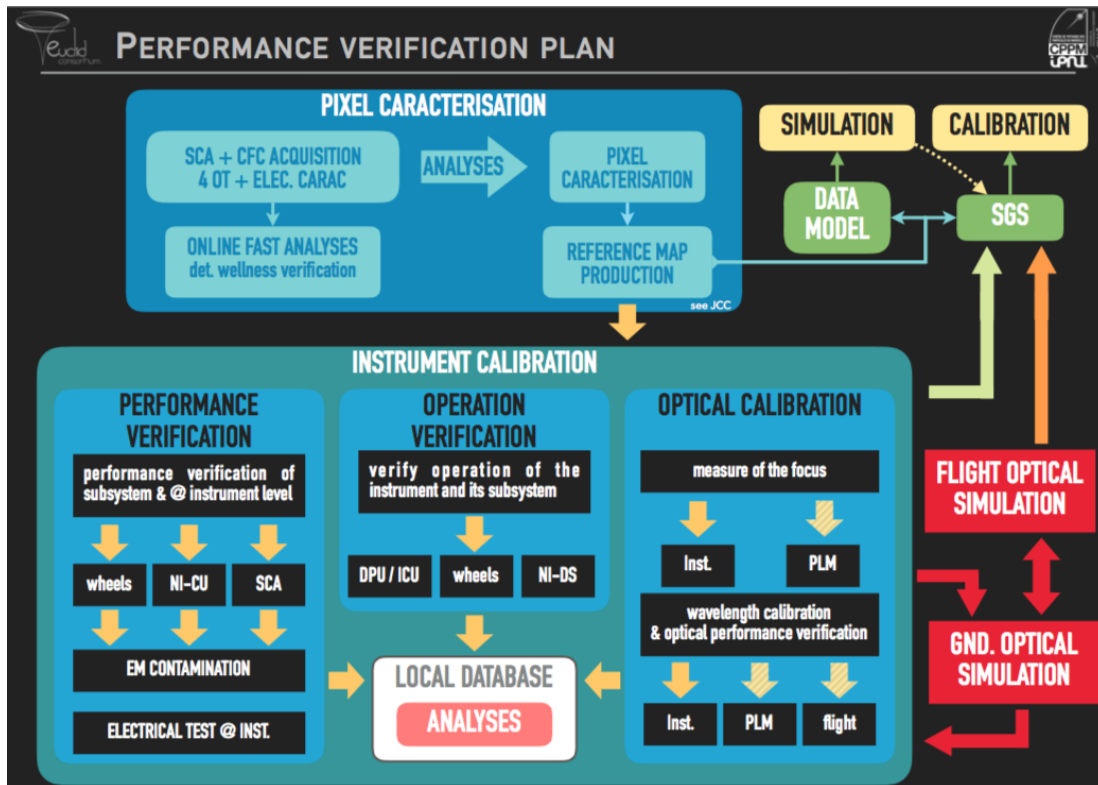 euclid
consortium
PERFORMANCE VERIFICATION PLAN
CPPM
ipnl
PIXEL CARACTERISATION
SCA + CFC ACQUISITION
4 OT + ELEC. CARAC
ANALYSES
PIXEL
CARACTERISATION
ONLINE FAST ANALYSES
det. wellness verification
REFERENCE MAP
PRODUCTION
see JCC
SIMULATION
CALIBRATION
DATA
MODEL
SGS
INSTRUMENT CALIBRATION
PERFORMANCE
VERIFICATION
performance verification of
subsystem & @ instrument level
wheels
NI-CU
SCA
EM CONTAMINATION
ELECTRICAL TEST @ INST.
OPERATION
VERIFICATION
verify operation of the
instrument and its subsystem
DPU / ICU
wheels
NI-DS
LOCAL DATABASE
ANALYSES
OPTICAL CALIBRATION
measure of the focus
Inst.
PLM
wavelength calibration
& optical performance verification
Inst.
PLM
flight
FLIGHT OPTICAL
SIMULATION
GND. OPTICAL
SIMULATION